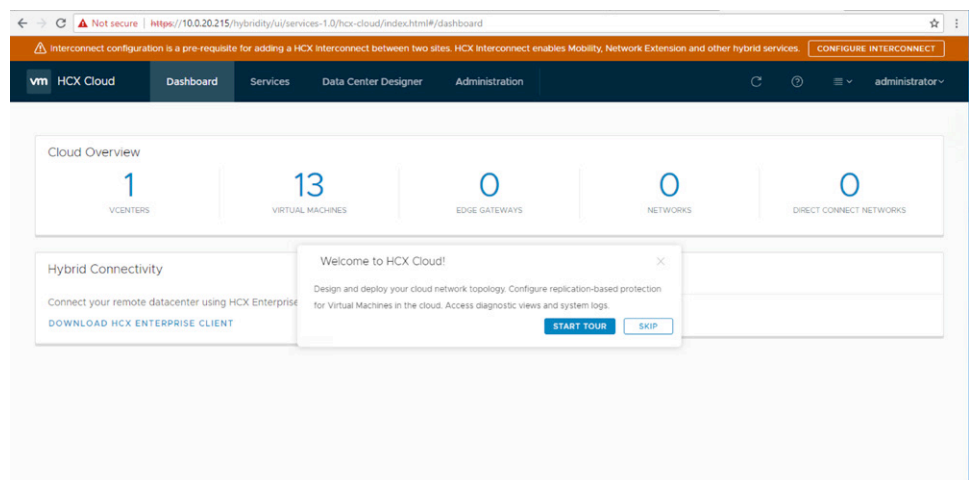 Not secure https://10.0.20.215/hybridity/ui/services-1.0/hcx-cloud/index.html#/dashboard
Interconnect configuration is a pre-requisite for adding a HCX Interconnect between two sites. HCX Interconnect enables Mobility, Network Extension and other hybrid services. CONFIGURE INTERCONNECT
vm HCX Cloud Dashboard Services Data Center Designer Administration administrator
Cloud Overview
1 13 0 0 0
VCENTERS VIRTUAL MACHINES EDGE GATEWAYS NETWORKS DIRECT CONNECT NETWORKS
Hybrid Connectivity
Connect your remote datacenter using HCX Enterprise
DOWNLOAD HCX ENTERPRISE CLIENT
Welcome to HCX Cloud!
Design and deploy your cloud network topology. Configure replication-based protection
for Virtual Machines in the cloud. Access diagnostic views and system logs.
START TOUR SKIP